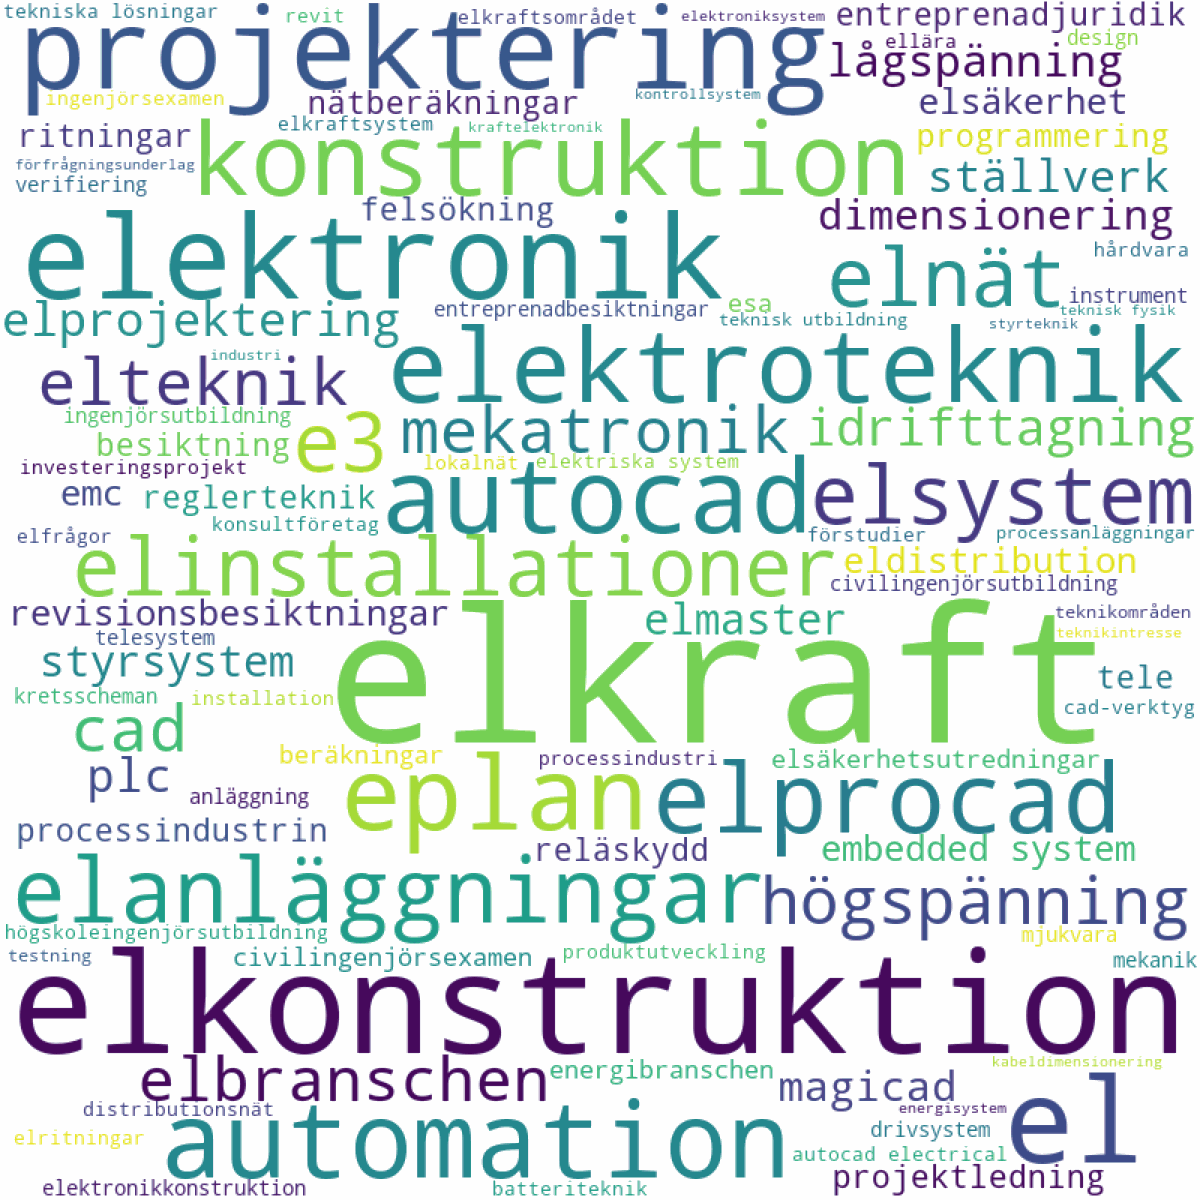 tekniska lösningar
revit
elkraftsområdet
elektroniksystem
entreprenadjuridik
projektering
ellära
design
lågspänning
ingenjörsexamen
nätberäkningar
kontrollsystem
elsäkerhet
ritningar
elkraftsystem
kraftelektronik
programmering
konstruktion
förfrågningsunderlag
verifiering
ställverk
felsökning
dimensionering
elektronik
elnät
hårdvara
elprojektering
entreprenadbesiktningar
esa
instrument
teknisk utbildning
teknisk fysik
styrteknik
industri
elteknik
elektroteknik
ingenjörsutbildning
e3
mekatronik
idrifttagning
besiktning
investeringsprojekt
lokalnät
elektriska system
emc
reglerteknik
autocad
elsystem
konsultföretag
elfrågor
förstudier
processanläggningar
elinstallationer
eldistribution
civilingenjörsutbildning
revisionsbesiktningar
elmaster
teknikområden
telesystem
teknikintresse
styrsystem
elkraft
tele
kretsscheman
installation
cad-verktyg
cad
beräkningar
processindustri
elsäkerhetsutredningar
plc
eplan
elprocad
anläggning
processindustrin
reläskydd
embedded system
elanläggningar
högspänning
högskoleingenjörsutbildning
mjukvara
testning
civilingenjörsexamen
produktutveckling
mekanik
elkonstruktion
elbranschen
energibranschen
kabeldimensionering
magicad
distributionsnät
energisystem
el
elritningar
automation
drivsystem
autocad electrical
projektledning
elektronikkonstruktion
batteriteknik